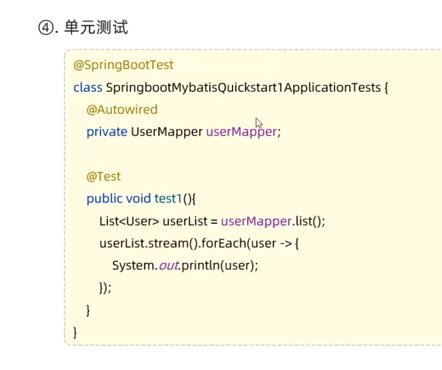 ④. 单元测试
@SpringBootTest
class SpringbootMybatisQuickstart1ApplicationTests {
@Autowired
private UserMapper userMapper;
@Test
public void test1(){
List<User> userList = userMapper.list();
userList.stream().forEach(user -> {
System.out.println(user);
});
}
}